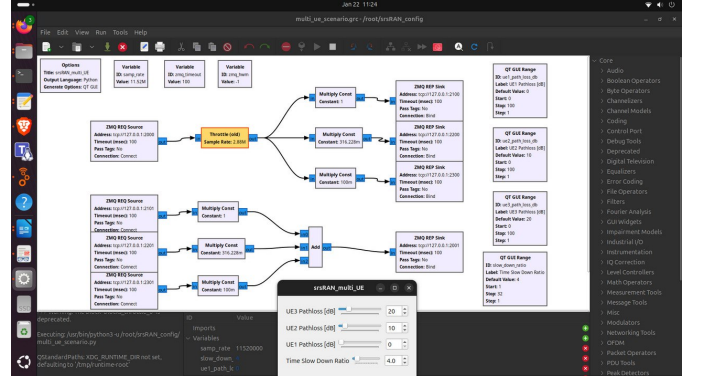 Jan 22 11:24
multi_ue_scenario.grc - /root/srsRAN_config
File Edit View Run Tools Help
Options
Title: srsRAN_multi_UE
Output Language: Python
Generate Options: QT GUI
Variable
ID: samp_rate
Value: 11.52M
Variable
ID: zmq_timeout
Value: 100
Variable
ID: zmq_hwm
Value: -1
ZMQ REQ Source
Address: tcp://127.0.0.1:2000
Timeout (msec): 100
Pass Tags: No
Connection: Connect
Throttle (old)
Sample Rate: 2.88M
Multiply Const
Constant: 1
Multiply Const
Constant: 316.228m
Multiply Const
Constant: 100m
ZMQ REP Sink
Address: tcp://127.0.0.1:2100
Timeout (msec): 100
Pass Tags: No
Connection: Bind
ZMQ REP Sink
Address: tcp://127.0.0.1:2200
Timeout (msec): 100
Pass Tags: No
Connection: Bind
ZMQ REP Sink
Address: tcp://127.0.0.1:2300
Timeout (msec): 100
Pass Tags: No
Connection: Bind
QT GUI Range
ID: ue1_path_loss_db
Label: UE1 Pathloss [dB]
Default Value: 0
Start: 0
Stop: 100
Step: 1
QT GUI Range
ID: ue2_path_loss_db
Label: UE2 Pathloss [dB]
Default Value: 10
Start: 0
Stop: 100
Step: 1
QT GUI Range
ID: ue3_path_loss_db
Label: UE3 Pathloss [dB]
Default Value: 20
Start: 0
Stop: 100
Step: 1
QT GUI Range
ID: slow_down_ratio
Label: Time Slow Down Ratio
Default Value: 4
Start: 1
Stop: 32
Step: 1
ZMQ REQ Source
Address: tcp://127.0.0.1:2101
Timeout (msec): 100
Pass Tags: No
Connection: Connect
ZMQ REQ Source
Address: tcp://127.0.0.1:2201
Timeout (msec): 100
Pass Tags: No
Connection: Connect
ZMQ REQ Source
Address: tcp://127.0.0.1:2301
Timeout (msec): 100
Pass Tags: No
Connection: Connect
Multiply Const
Constant: 1
Multiply Const
Constant: 316.228m
Multiply Const
Constant: 100m
Add
ZMQ REP Sink
Address: tcp://127.0.0.1:2001
Timeout (msec): 100
Pass Tags: No
Connection: Bind
Core
Audio
Boolean Operators
Byte Operators
Channelizers
Channel Models
Coding
Control Port
Debug Tools
Deprecated
Digital Television
Equalizers
Error Coding
File Operators
Filters
Fourier Analysis
GUI Widgets
Impairment Models
Industrial I/O
Instrumentation
IQ Correction
Level Controllers
Math Operators
Measurement Tools
Message Tools
Misc
Modulators
Networking Tools
OFDM
Packet Operators
PDU Tools
Peak Detectors
srsRAN_multi_UE
UE3 Pathloss [dB] 20
UE2 Pathloss [dB] 10
UE1 Pathloss [dB] 0
Time Slow Down Ratio 4.0
deprecated
Executing: /usr/bin/python3 -u /root/srsRAN_config/
multi_ue_scenario.py
QStandardPaths: XDG_RUNTIME_DIR not set,
defaulting to '/tmp/runtime-root'
ID Value
Imports
Variables
samp_rate 11520000
slow_down_
ue1_path_lo